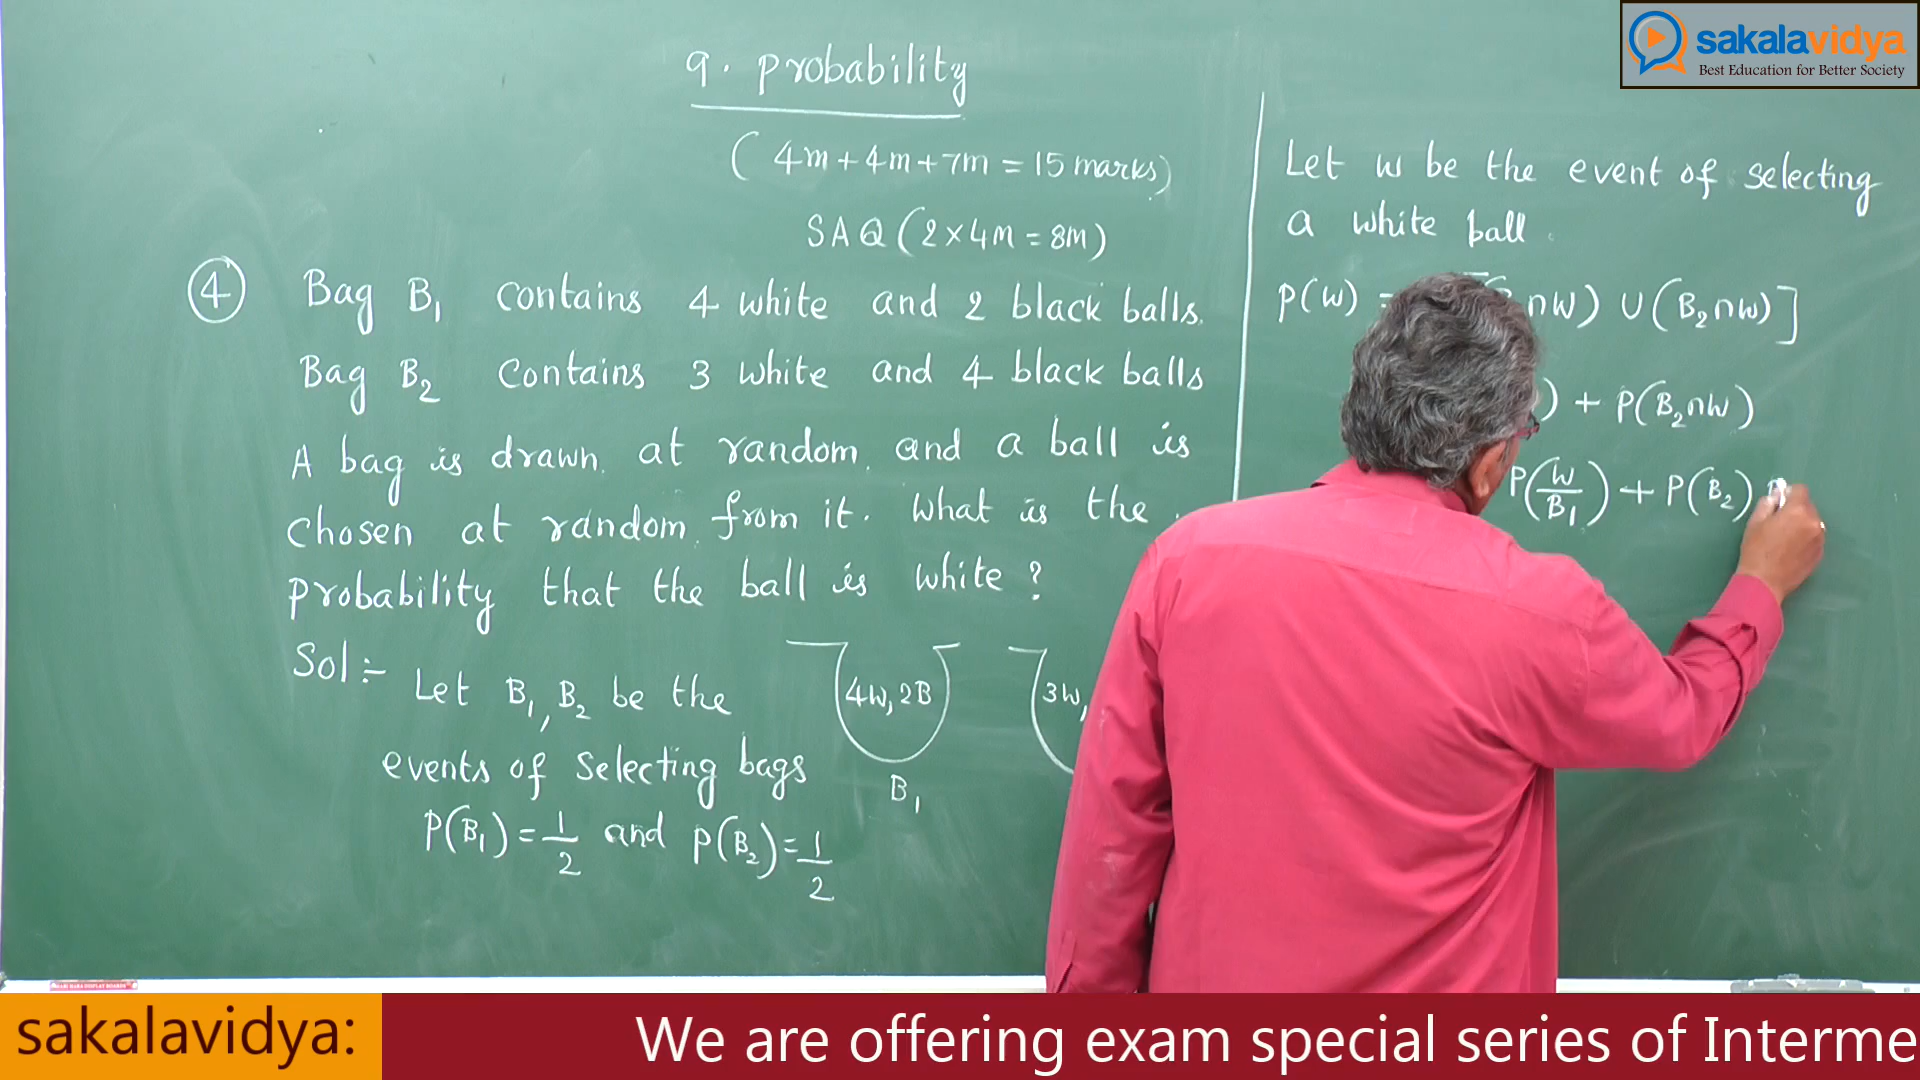 9. Probability
(4m+4m+7m = 15 marks)
SAQ (2×4m = 8m)
④ Bag B₁ contains 4 white and 2 black balls.
Bag B₂ contains 3 white and 4 black balls
A bag is drawn at random and a ball is
chosen at random from it. What is the
probability that the ball is white?
Sol:- Let B₁, B₂ be the
events of selecting bags
P(B₁) = 1/2 and P(B₂) = 1/2
4W, 2B
B₁
3W,
Let W be the event of selecting
a white ball.
P(W) = ∩W) ∪ (B₂∩W)]
) + P(B₂∩W)
P(W/B₁) + P(B₂)
sakalavidya
Best Education for Better Society
sakalavidya:
We are offering exam special series of Interme